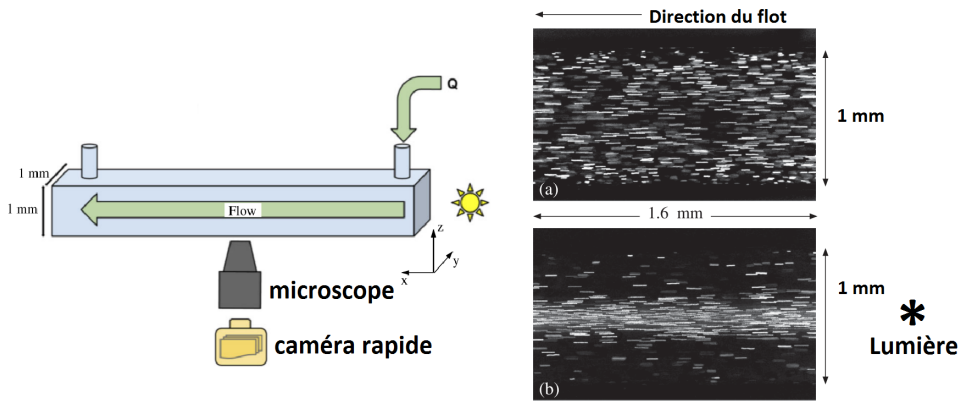 Q
1 mm
1 mm
Flow
z
y
x
microscope
caméra rapide
Direction du flot
(a)
1 mm
1.6 mm
(b)
1 mm
*
Lumière